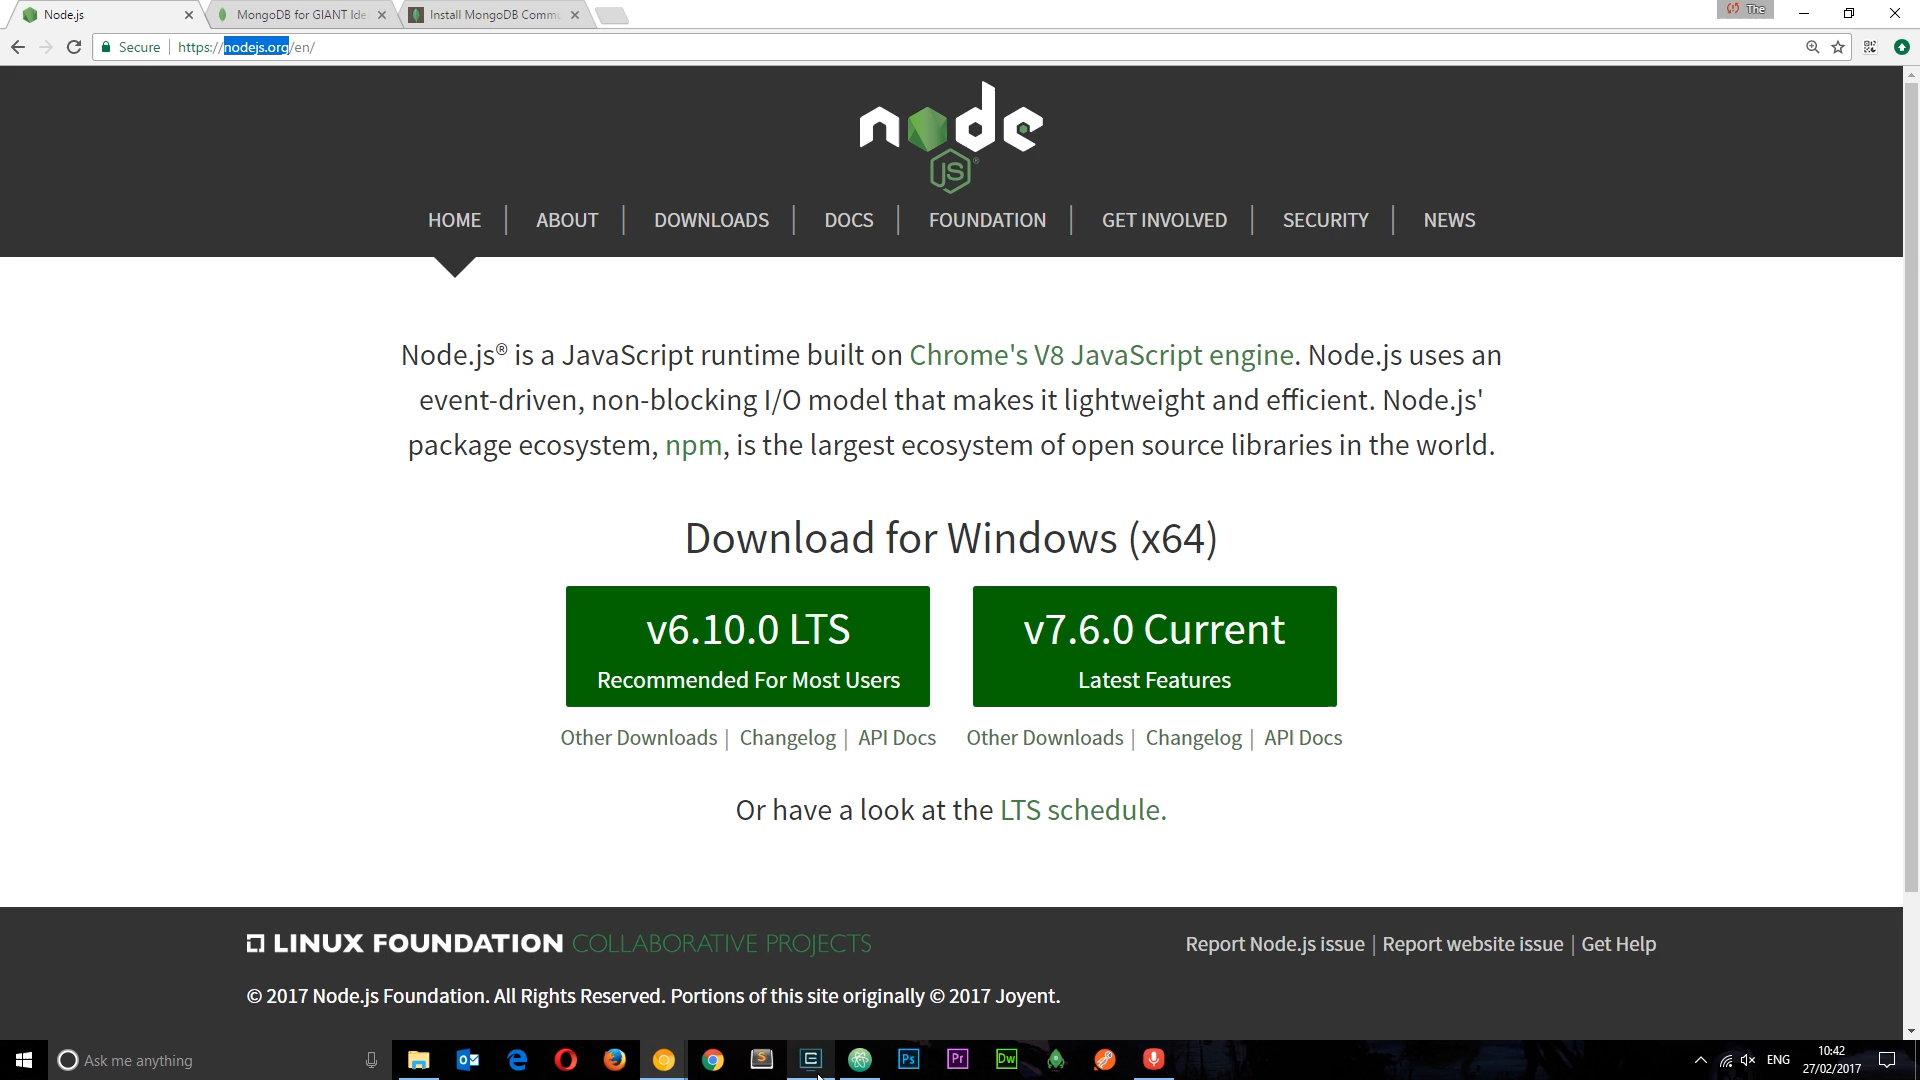 Node.js
MongoDB for GIANT Ide
Install MongoDB Commu
The
Secure
https://nodejs.org/en/
node
JS
HOME
ABOUT
DOWNLOADS
DOCS
FOUNDATION
GET INVOLVED
SECURITY
NEWS
Node.js® is a JavaScript runtime built on Chrome's V8 JavaScript engine. Node.js uses an
event-driven, non-blocking I/O model that makes it lightweight and efficient. Node.js'
package ecosystem, npm, is the largest ecosystem of open source libraries in the world.
Download for Windows (x64)
v6.10.0 LTS
Recommended For Most Users
v7.6.0 Current
Latest Features
Other Downloads | Changelog | API Docs
Other Downloads | Changelog | API Docs
Or have a look at the LTS schedule.
LINUX FOUNDATION COLLABORATIVE PROJECTS
Report Node.js issue | Report website issue | Get Help
© 2017 Node.js Foundation. All Rights Reserved. Portions of this site originally © 2017 Joyent.
Ask me anything
Ps
Pr
Dw
ENG
10:42
27/02/2017